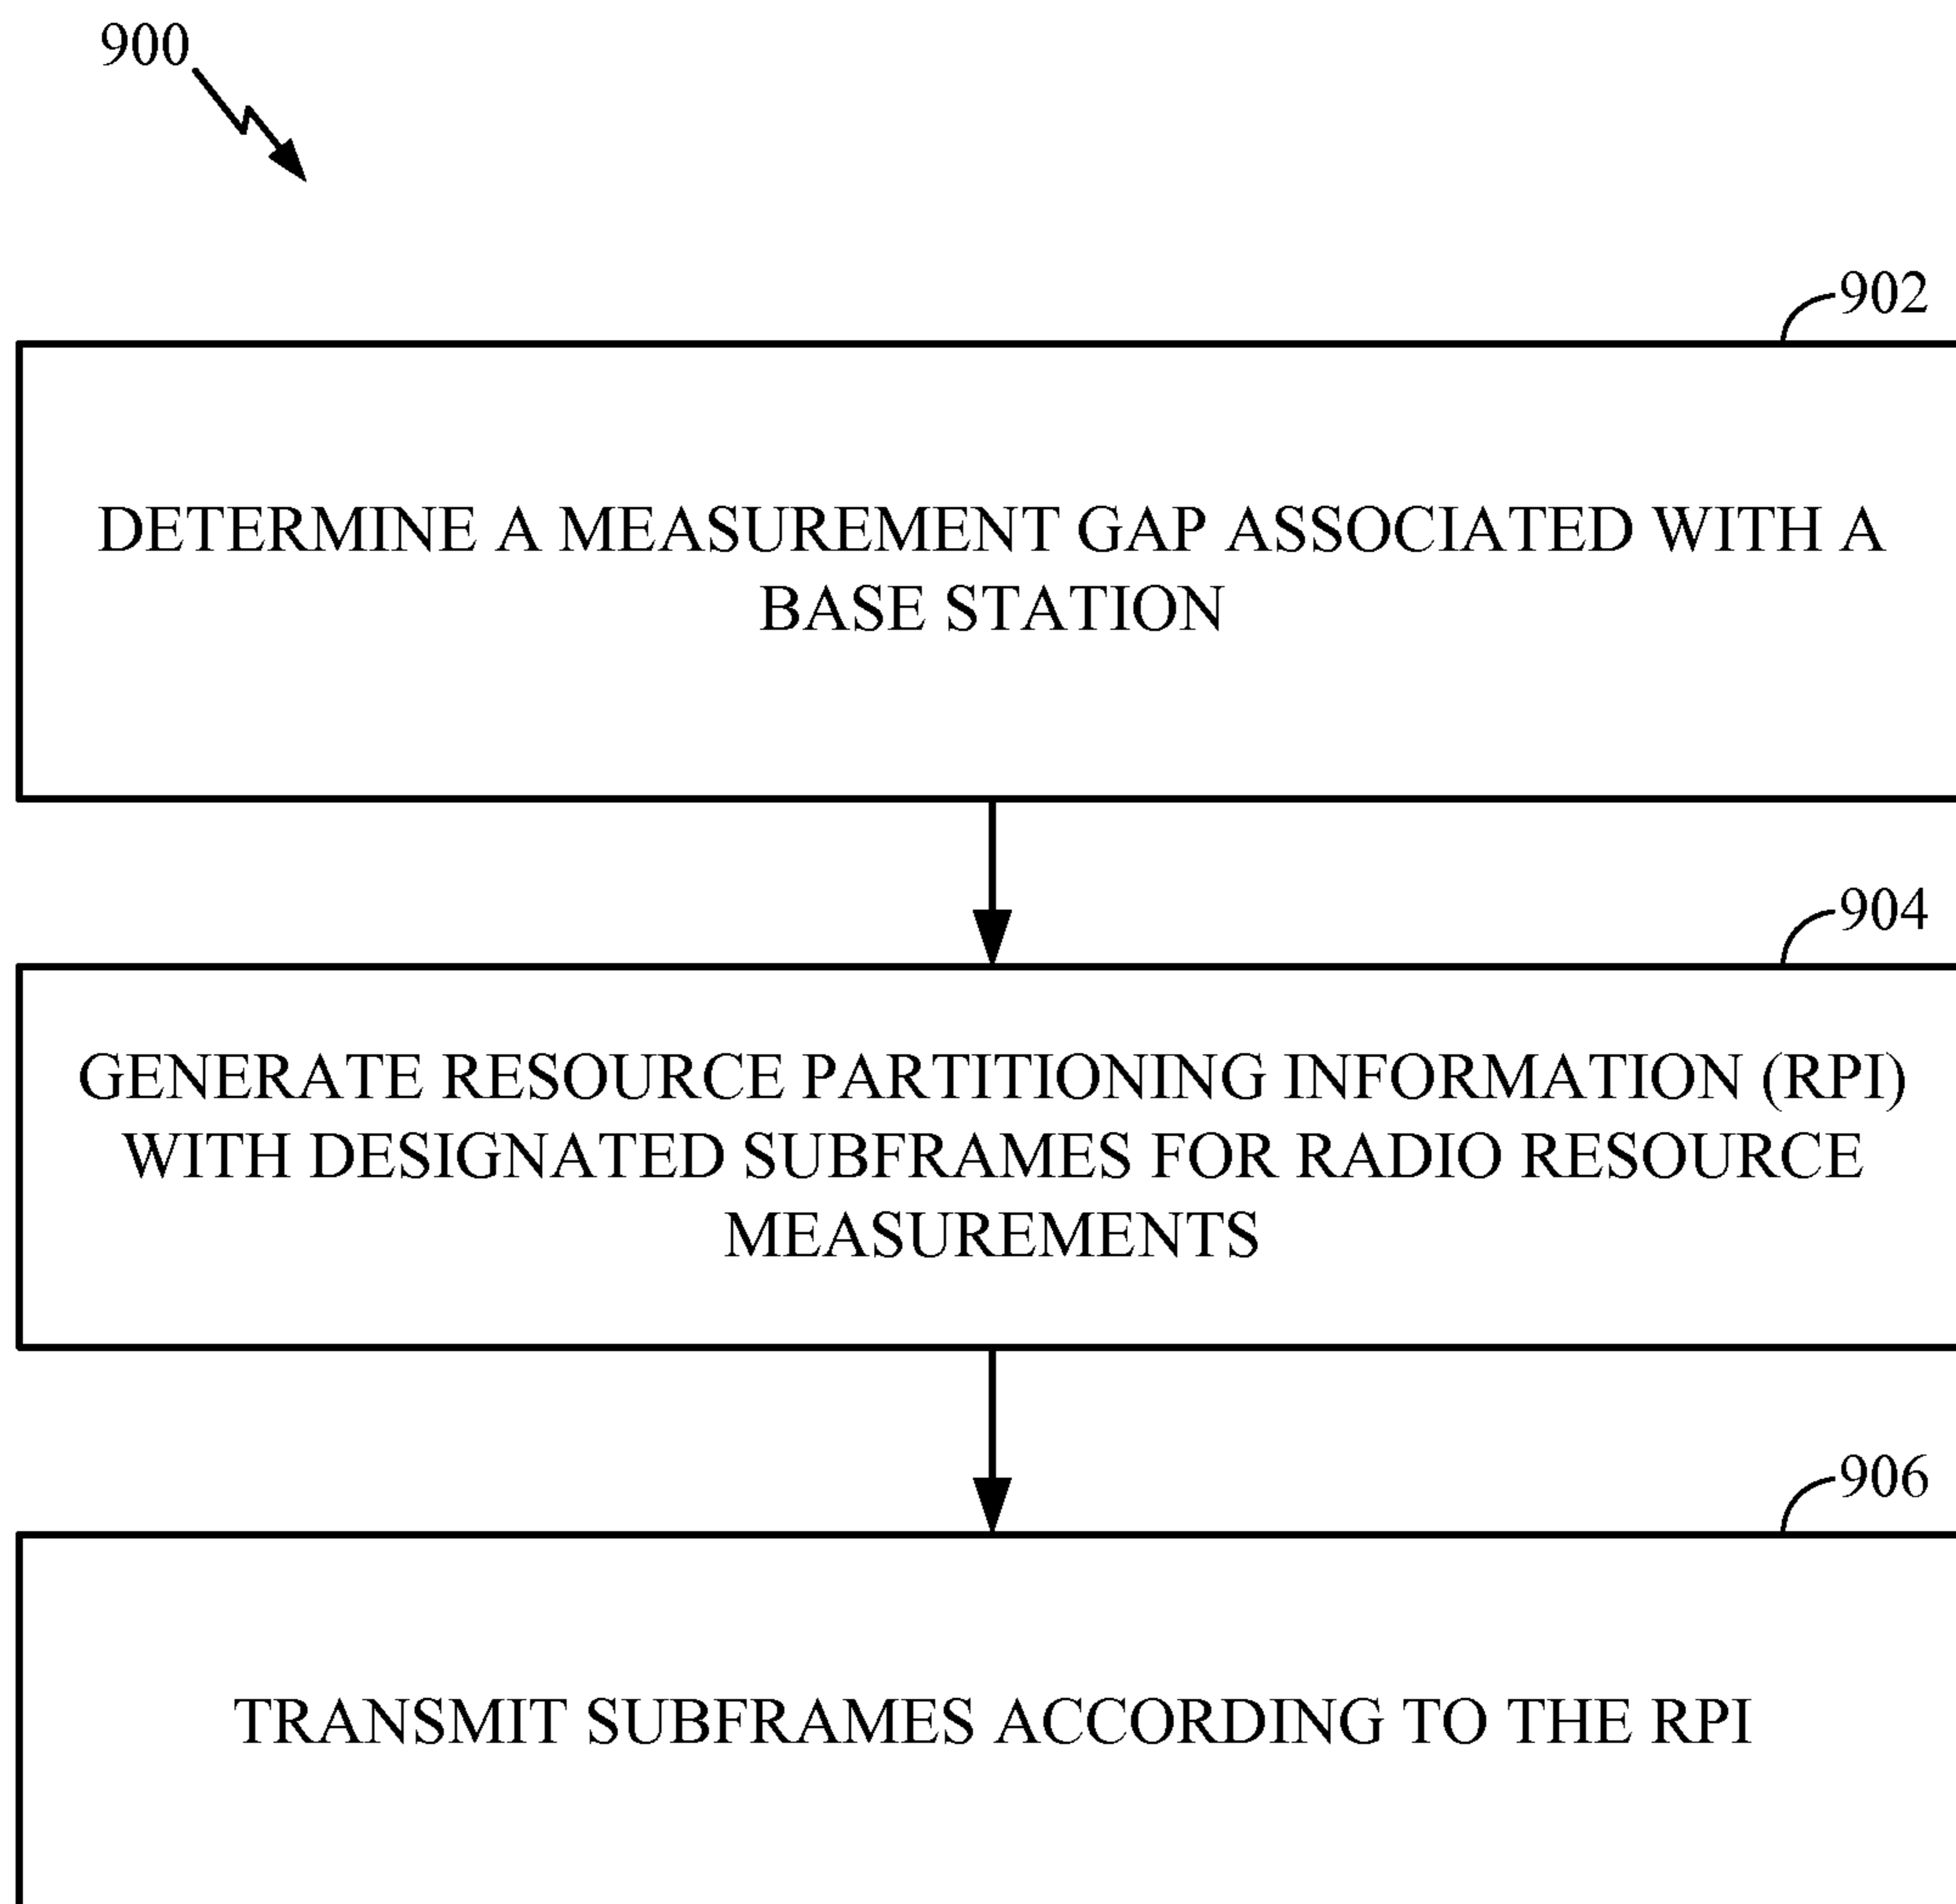 900
902
DETERMINE A MEASUREMENT GAP ASSOCIATED WITH A
BASE STATION
904
GENERATE RESOURCE PARTITIONING INFORMATION (RPI)
WITH DESIGNATED SUBFRAMES FOR RADIO RESOURCE
MEASUREMENTS
906
TRANSMIT SUBFRAMES ACCORDING TO THE RPI